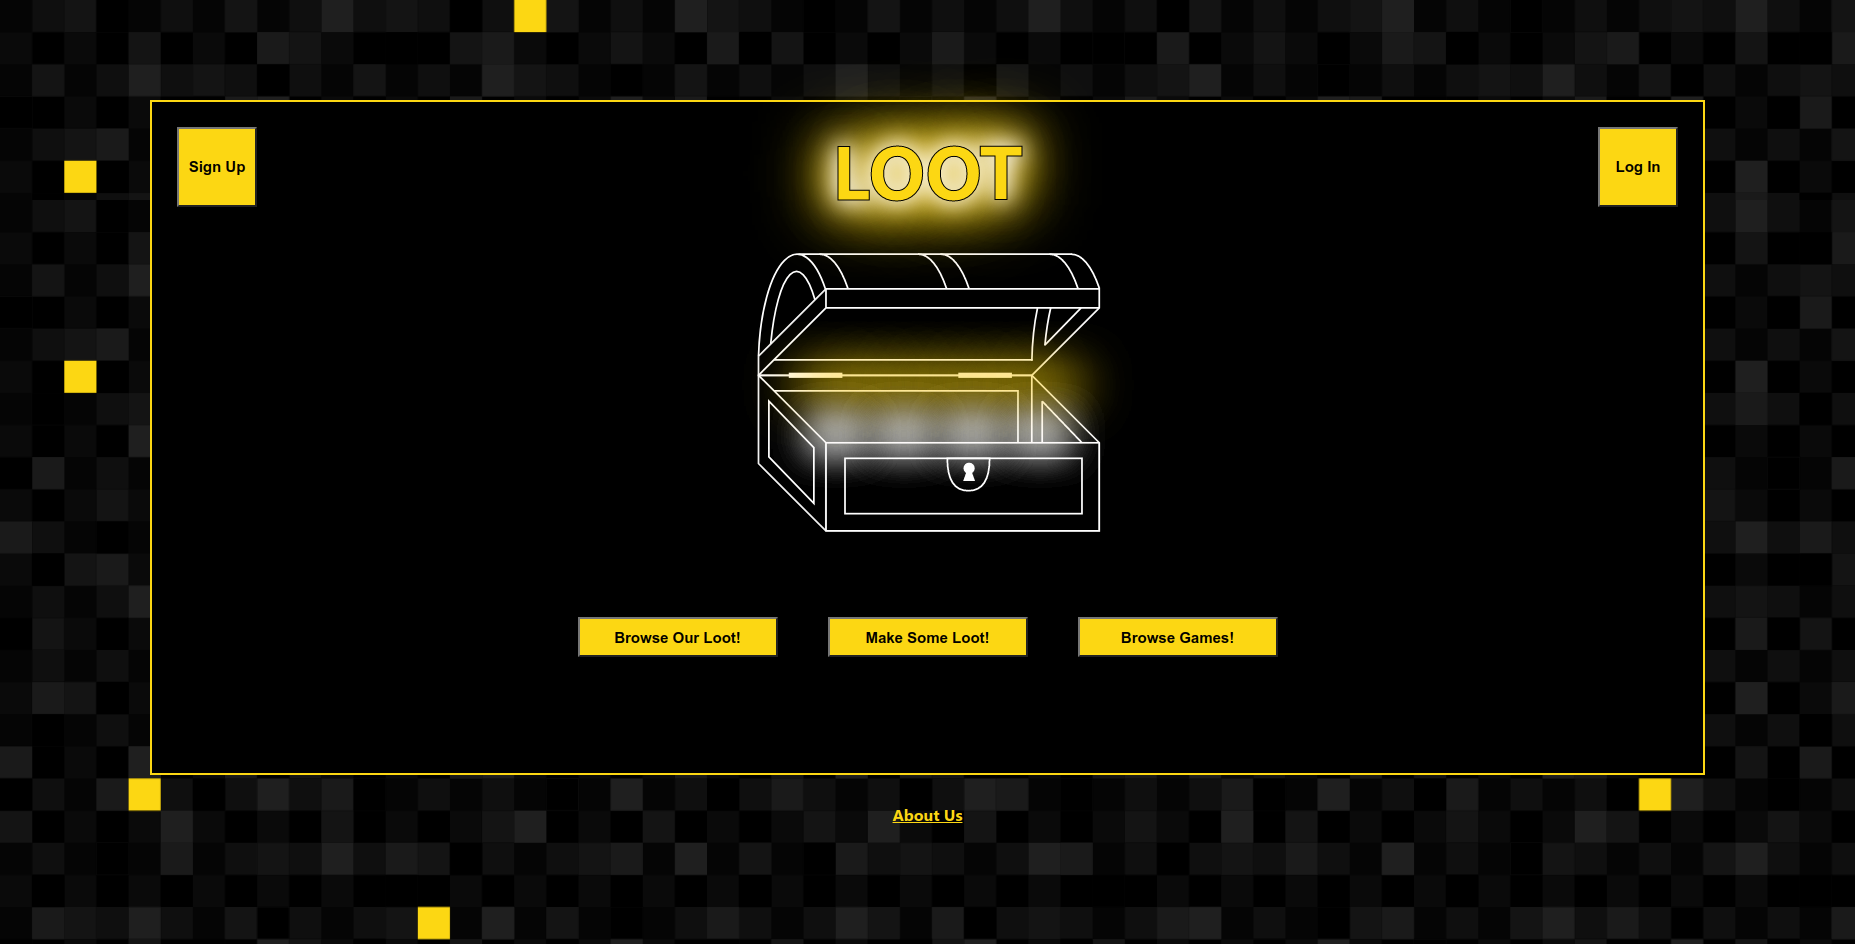 LOOT
Sign Up
Log In
Browse Our Loot!
Make Some Loot!
Browse Games!
About Us